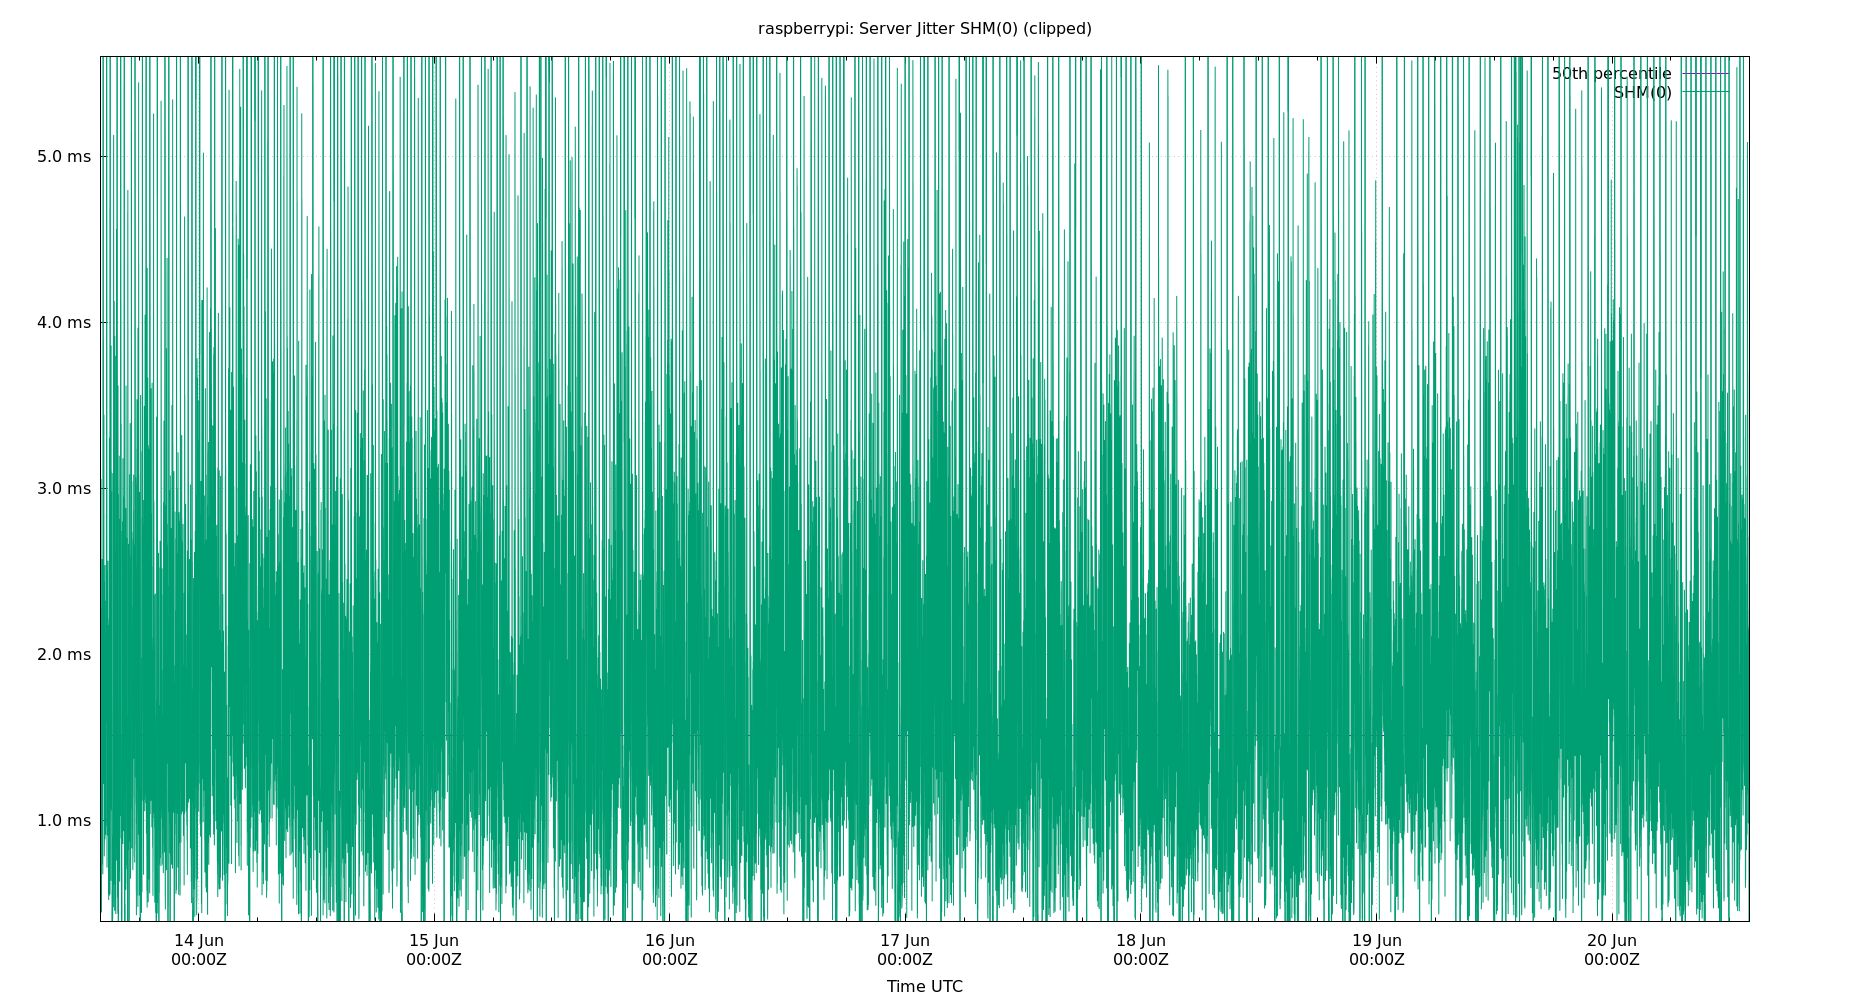 raspberrypi: Server Jitter SHM(0) (clipped)
50th percentile
SHM(0)
5.0 ms
4.0 ms
3.0 ms
2.0 ms
1.0 ms
14 Jun 15 Jun 16 Jun 17 Jun 18 Jun 19 Jun 20 Jun
00:00Z 00:00Z 00:00Z 00:00Z 00:00Z 00:00Z 00:00Z
Time UTC